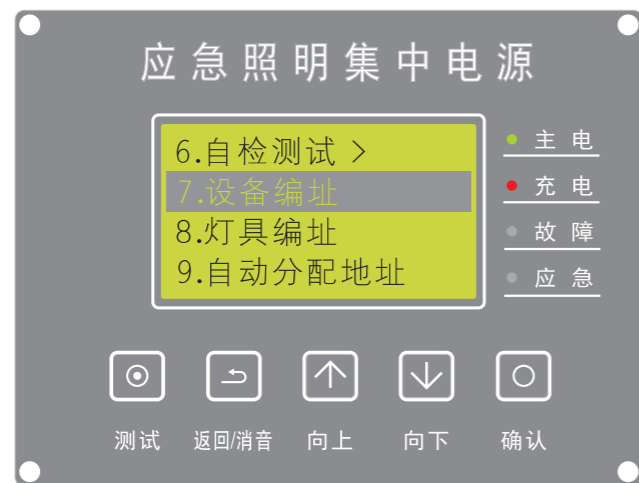 应急照明集中电源
6.自检测试 >
7.设备编址
8.灯具编址
9.自动分配地址
主电
充电
故障
应急
测试 返回/消音 向上 向下 确认